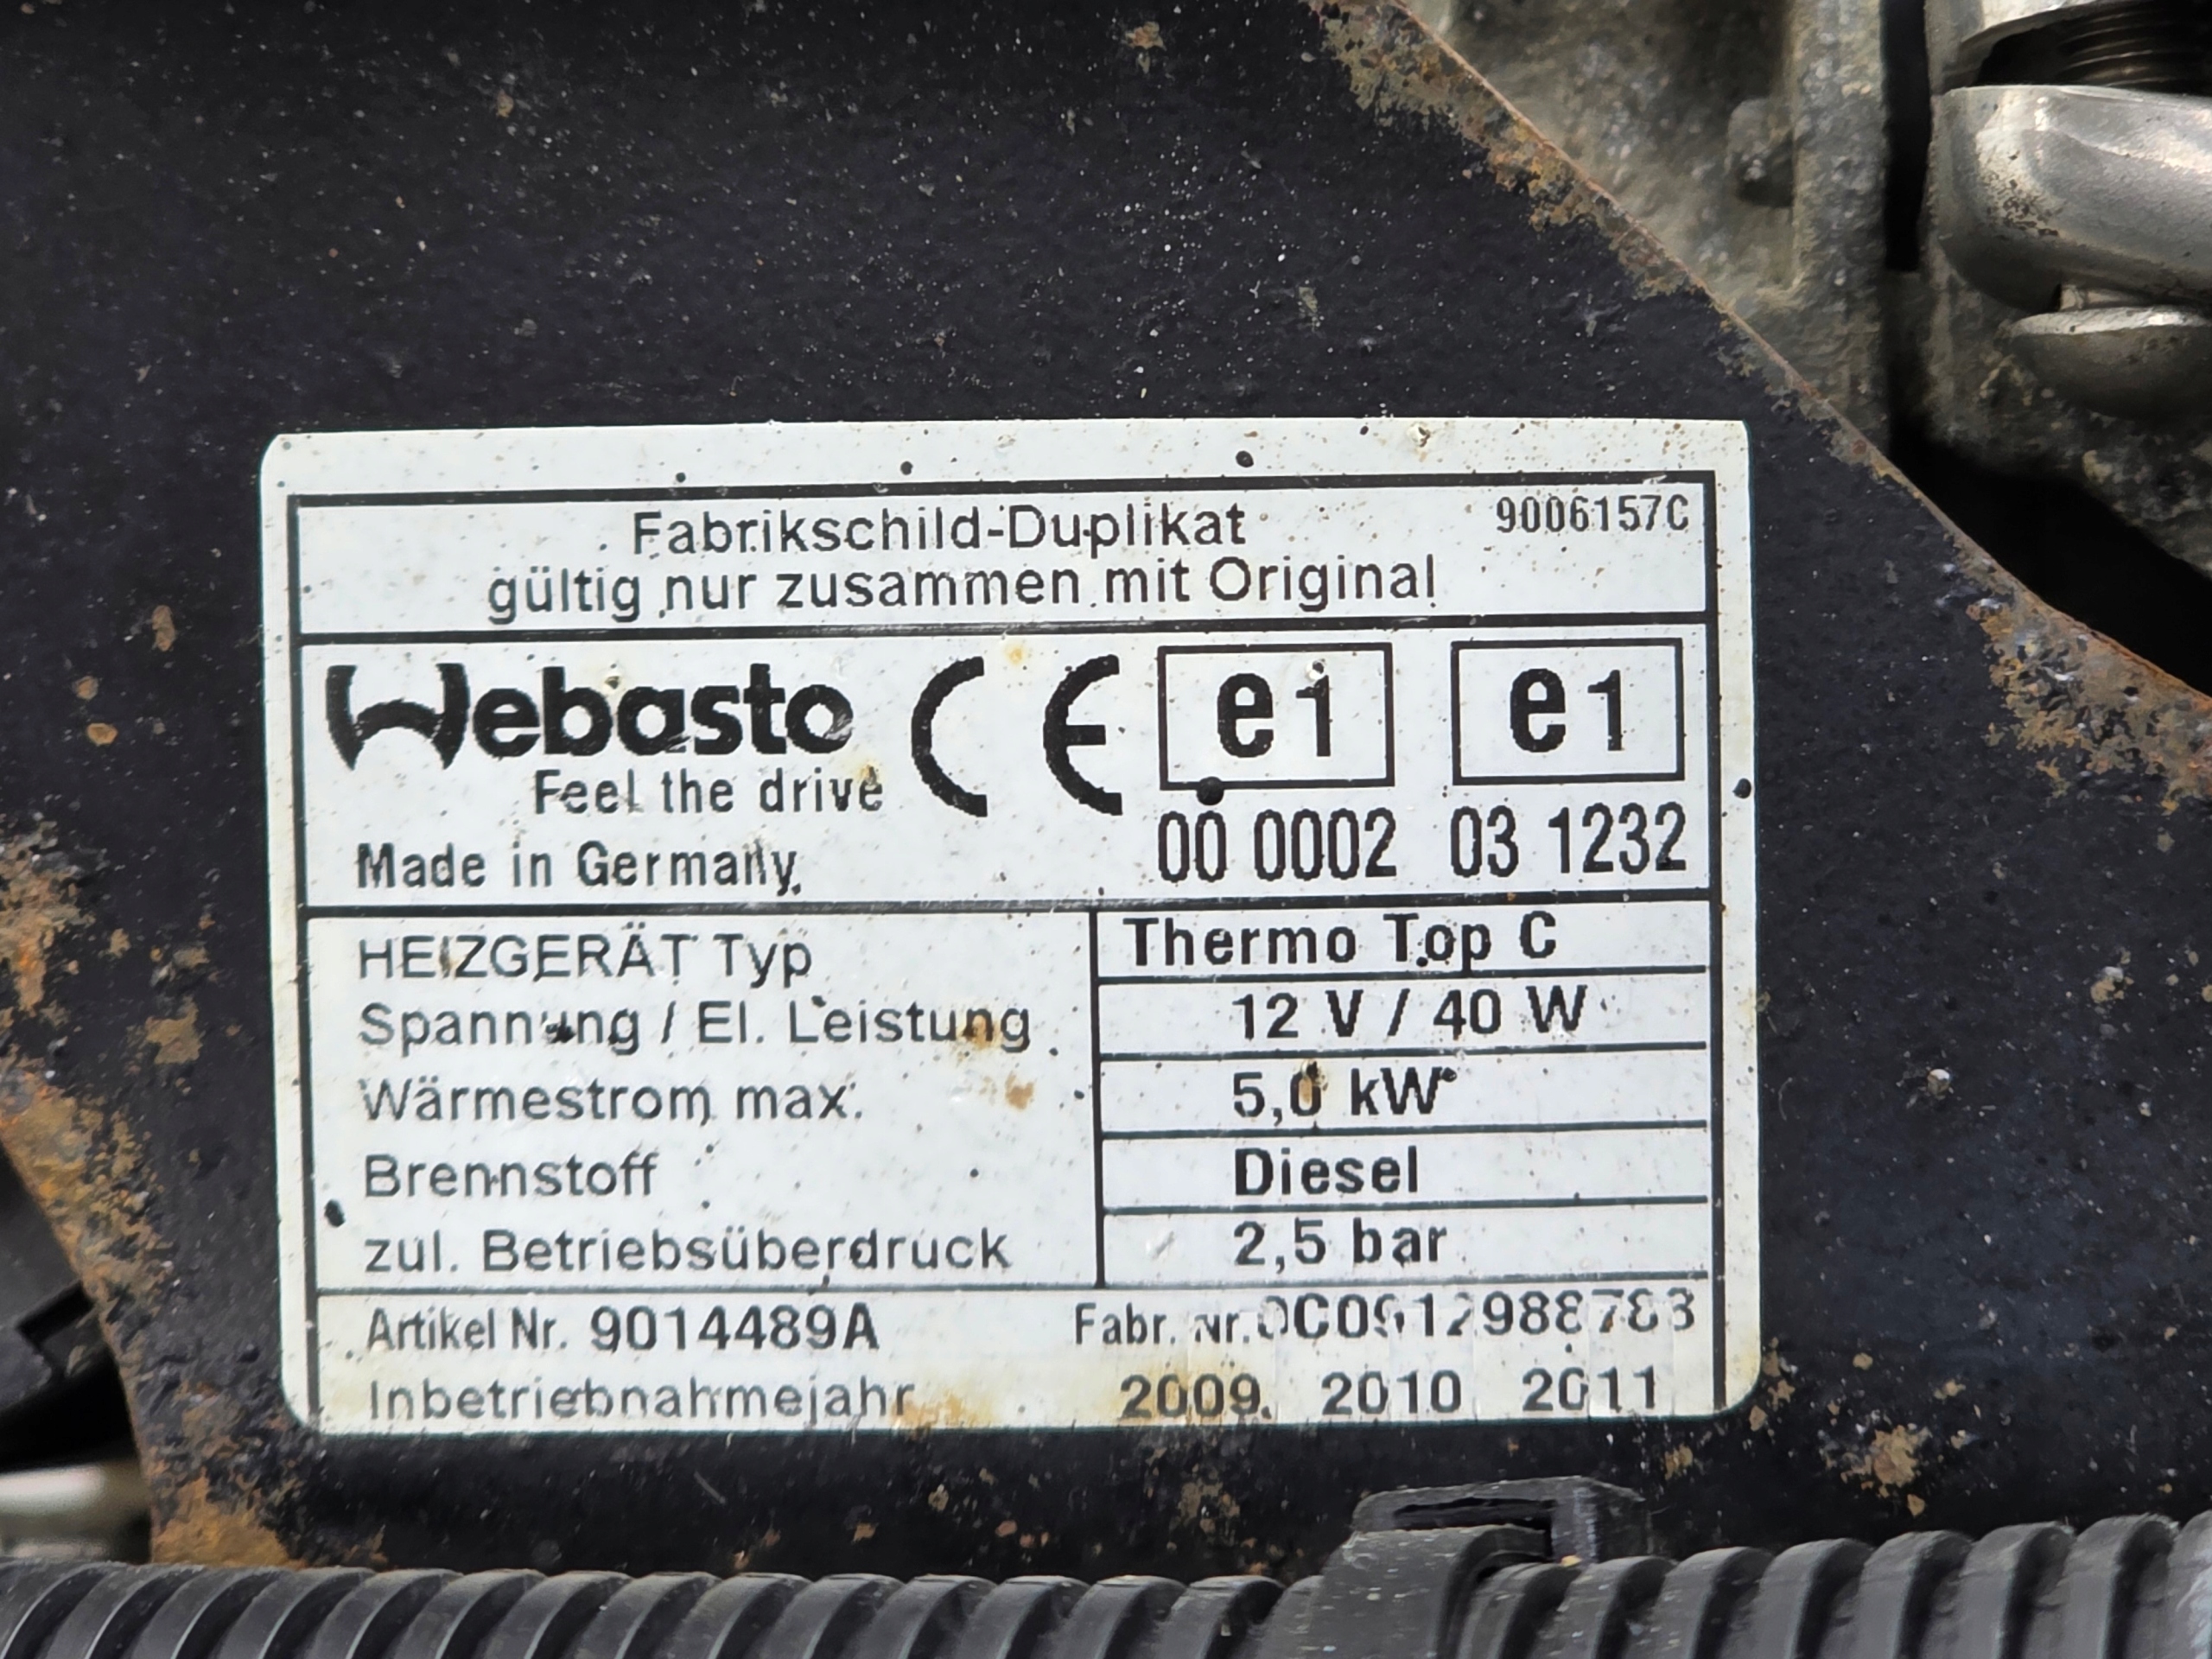 Fabrikschild-Duplikat
9006157C
gültig nur zusammen mit Original
Webasto
Feel the drive
Made in Germany
CE
e1
e1
00 0002
03 1232
HEIZGERÄT Typ
Thermo Top C
Spannung / El. Leistung
12 V / 40 W
Wärmestrom max.
5,0 kW
Brennstoff
Diesel
zul. Betriebsüberdruck
2,5 bar
Artikel Nr. 9014489A
Fabr. Nr.
Inbetriebnahmejahr
2009 2010 2011